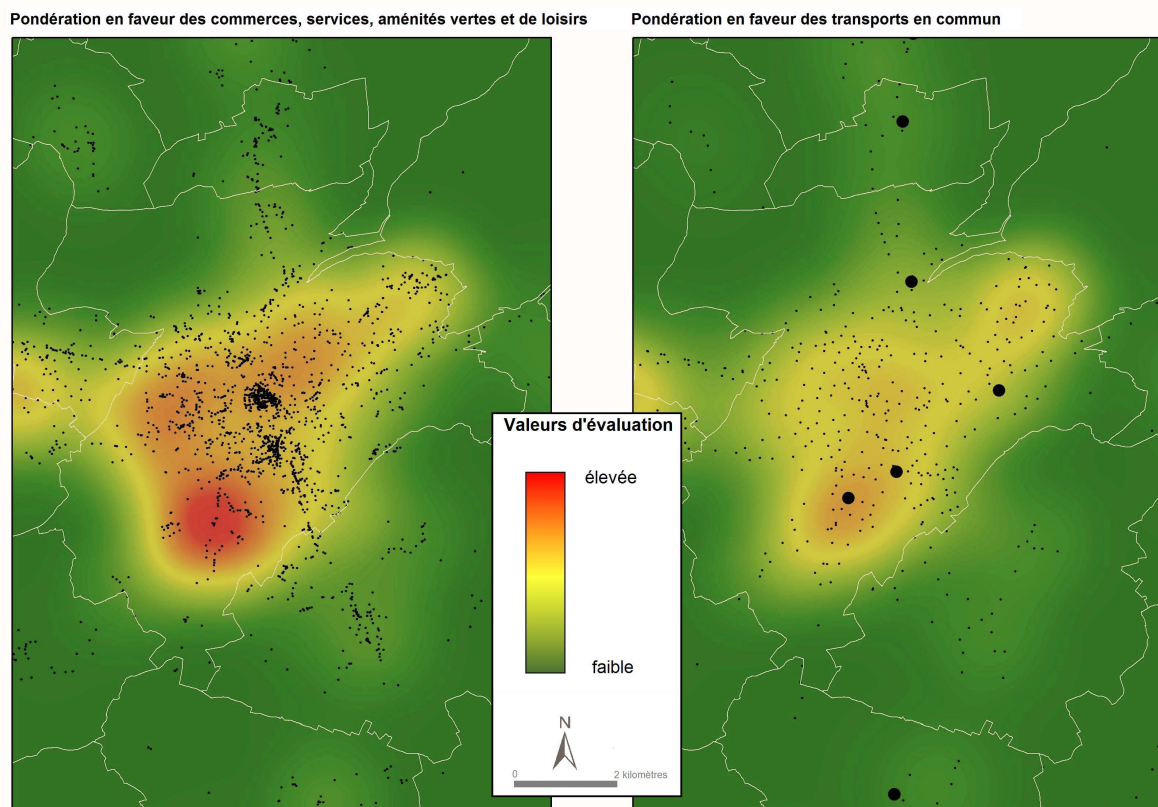 Pondération en faveur des commerces, services, aménités vertes et de loisirs
Pondération en faveur des transports en commun
Valeurs d'évaluation
élevée
faible
N
0 2 kilomètres